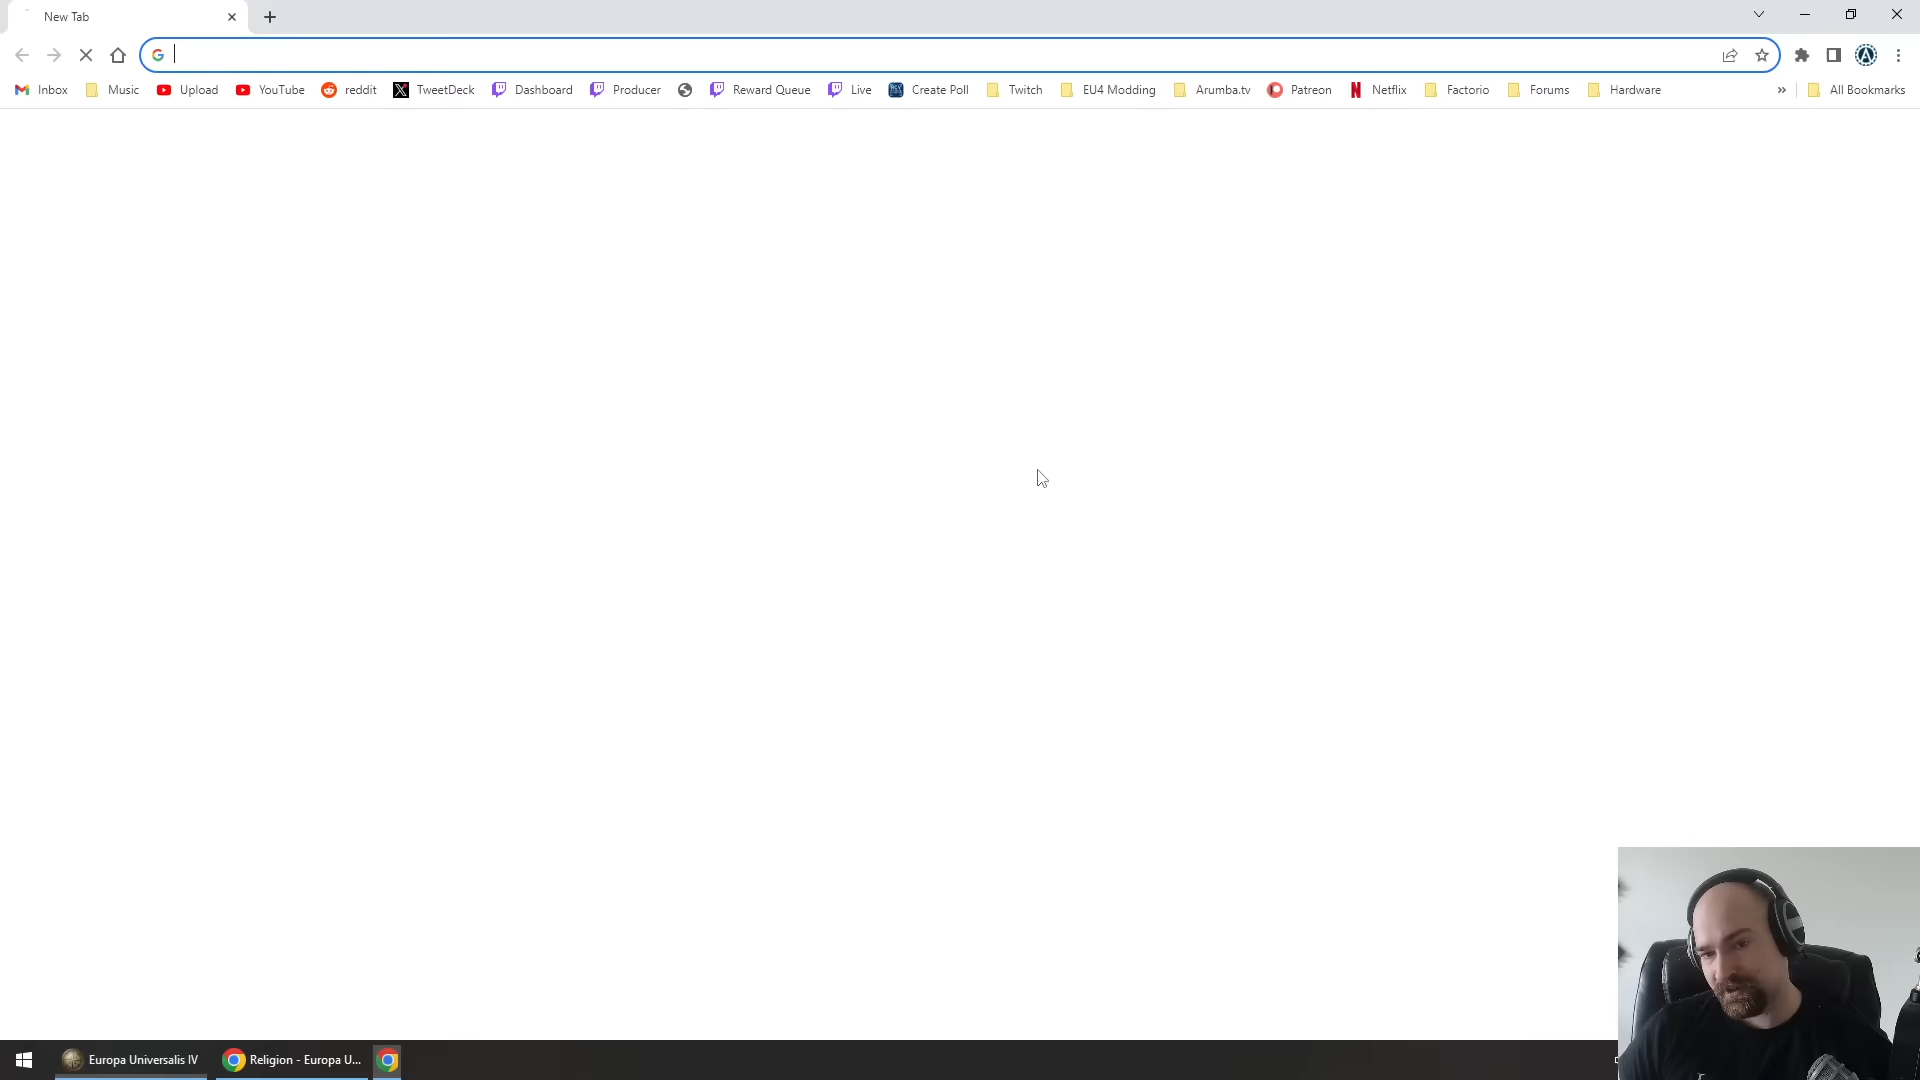 New Tab
Inbox Music Upload YouTube reddit TweetDeck Dashboard Producer Reward Queue Live Create Poll Twitch EU4 Modding Arumba.tv Patreon Netflix Factorio Forums Hardware » All Bookmarks
Europa Universalis IV Religion - Europa U...